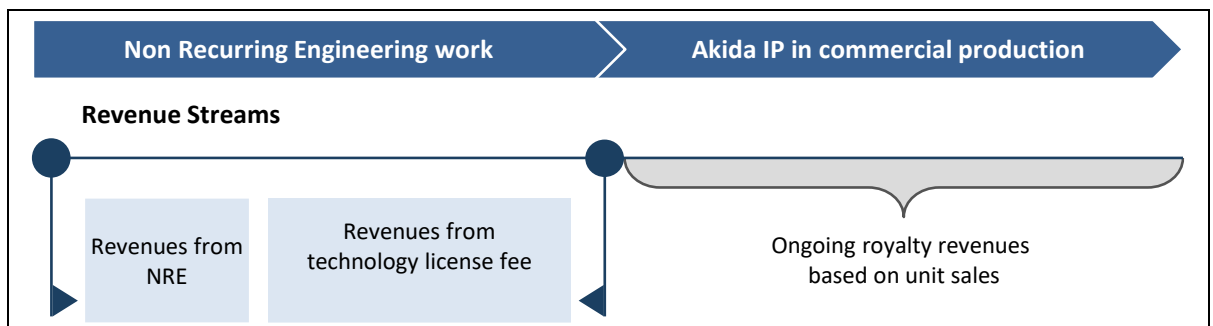 Non Recurring Engineering work
Akida IP in commercial production
Revenue Streams
Revenues from
NRE
Revenues from
technology license fee
Ongoing royalty revenues
based on unit sales